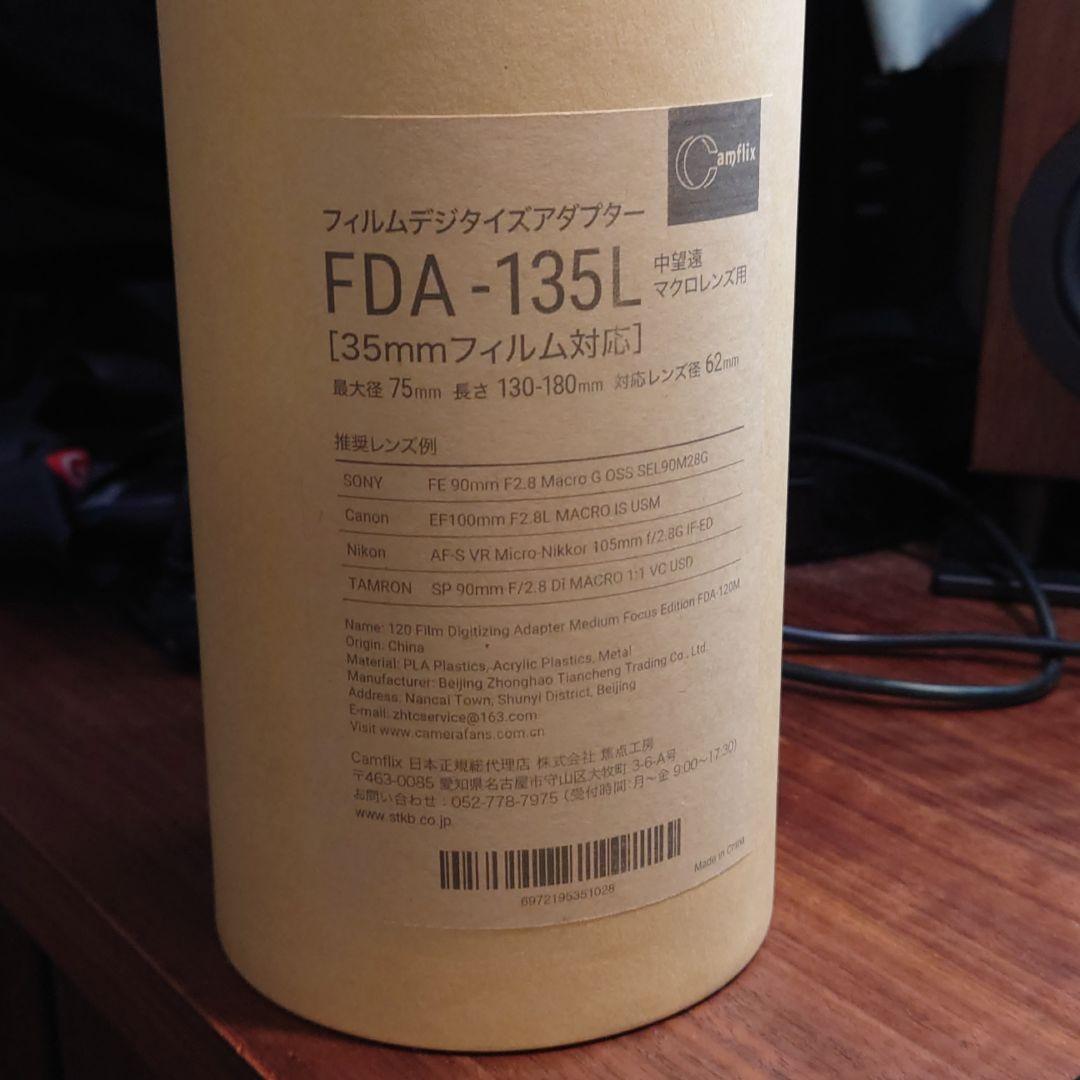 Camflix
フィルムデジタイズアダプター
FDA -135L 中望遠
マクロレンズ用
[35mmフィルム対応]
最大径 75mm 長さ 130-180mm 対応レンズ径 62mm
推奨レンズ例
SONY FE 90mm F2.8 Macro G OSS SEL90M28G
Canon EF100mm F2.8L MACRO IS USM
Nikon AF-S VR Micro-Nikkor 105mm f/2.8G IF-ED
TAMRON SP 90mm F/2.8 Di MACRO 1:1 VC USD
Name: 120 Film Digitizing Adapter Medium Focus Edition FDA-120M
Origin: China
Material: PLA Plastics, Acrylic Plastics, Metal
Manufacturer: Beijing Zhonghao Tiancheng Trading Co., Ltd.
Address: Nancai Town, Shunyi District, Beijing
E-mail: zhtcservice@163.com
Visit www.camerafans.com.cn
Camflix 日本正規総代理店 株式会社 焦点工房
〒463-0085 愛知県名古屋市守山区大牧町 3-6-A号
お問い合わせ：052-778-7975（受付時間:月〜金 9:00〜17:30）
www.stkb.co.jp
6972195351028
Made in China